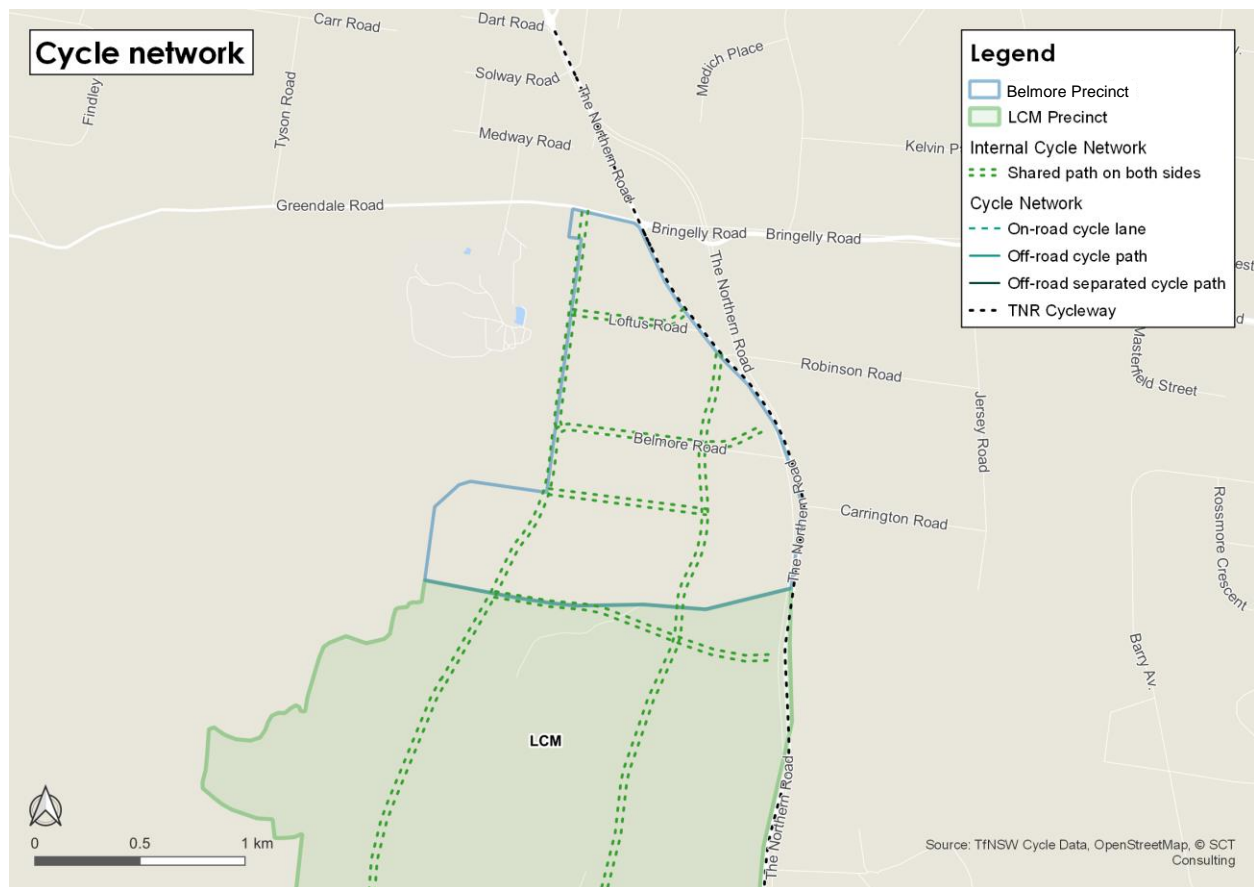 Cycle network
Carr Road
Dart Road
Findley
Tyson Road
Solway Road
Medway Road
The Northern Road
Medich Place
Kelvin P
Greendale Road
Bringelly Road
Bringelly Road
The Northern Road
Loftus Road
Robinson Road
Masterfield Street
Jersey Road
Belmore Road
The Northern Road
Carrington Road
Rossmore Crescent
The Northern Road
Barry Av.
LCM
The Northern Road
Legend
Belmore Precinct
LCM Precinct
Internal Cycle Network
Shared path on both sides
Cycle Network
On-road cycle lane
Off-road cycle path
Off-road separated cycle path
TNR Cycleway
0
0.5
1 km
Source: TfNSW Cycle Data, OpenStreetMap, © SCT
Consulting